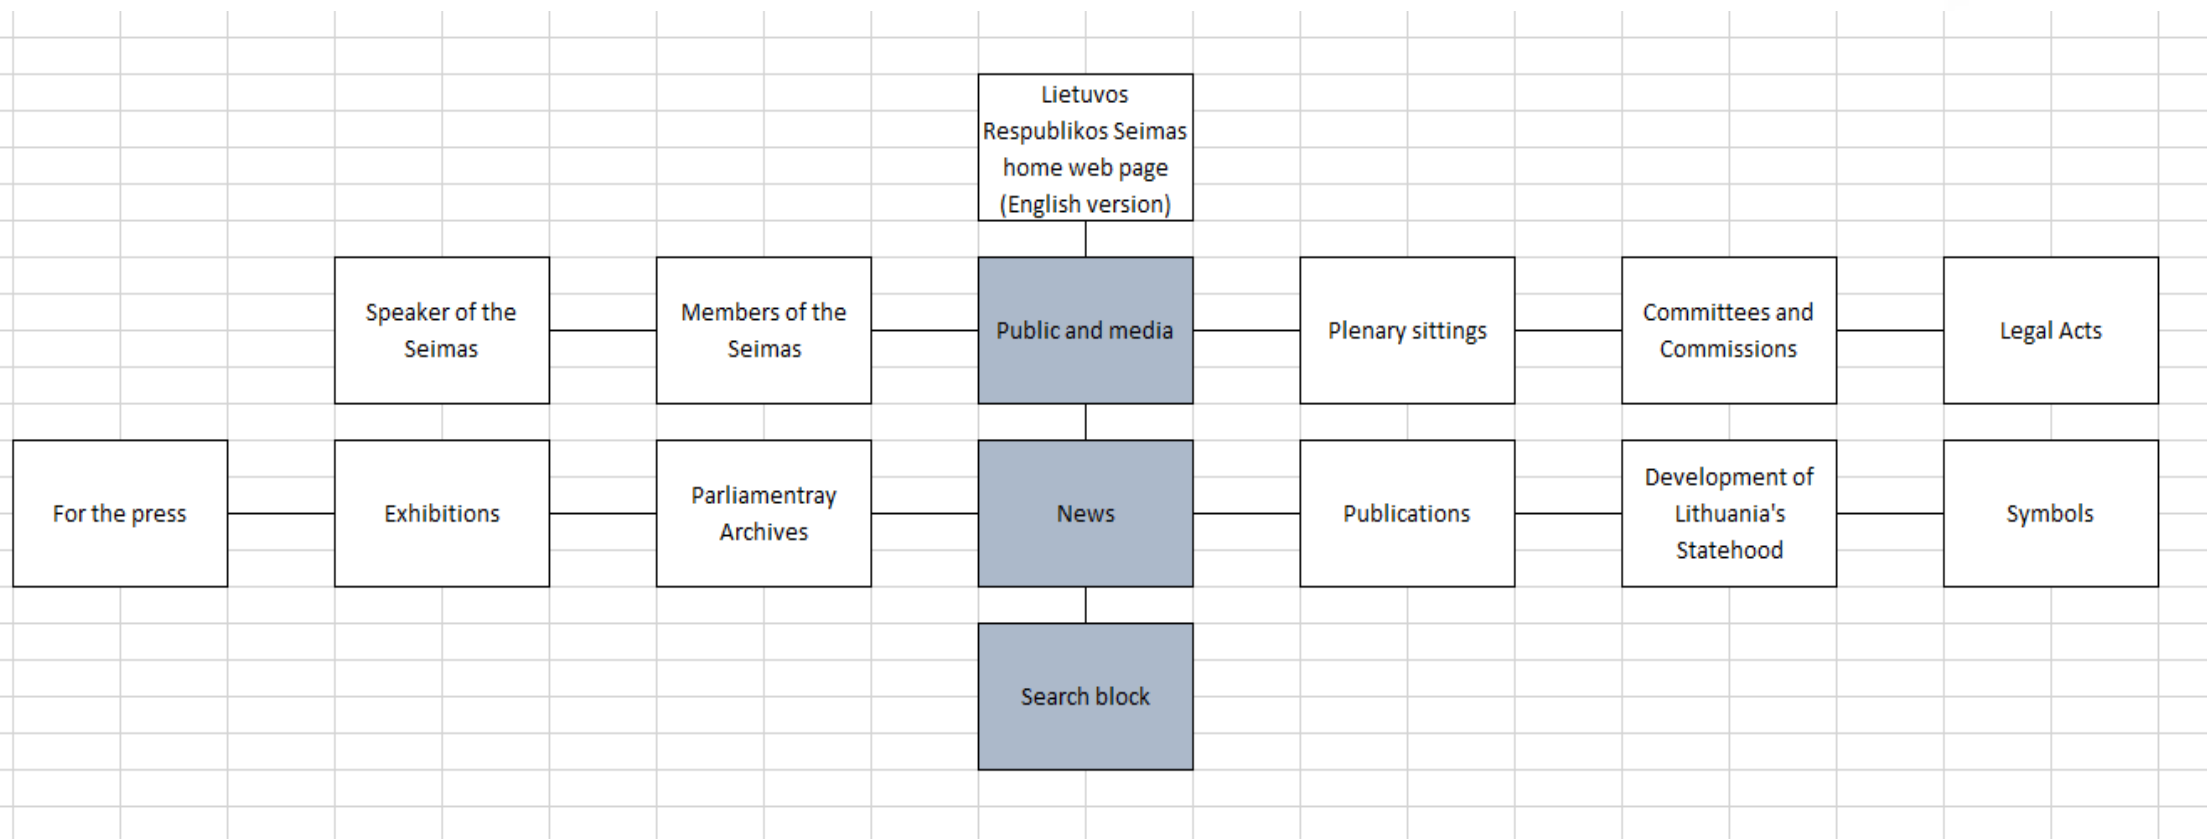 Lietuvos
Respublikos Seimas
home web page
(English version)
Speaker of the
Seimas
Members of the
Seimas
Public and media
Plenary sittings
Committees and
Commissions
Legal Acts
For the press
Exhibitions
Parliamentray
Archives
News
Publications
Development of
Lithuania's
Statehood
Symbols
Search block